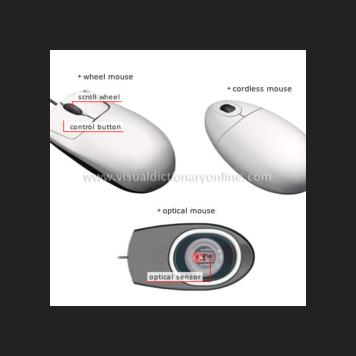 + wheel mouse
scroll wheel
+ cordless mouse
control button
www.visualdictionaryonline.com
+ optical mouse
optical sensor